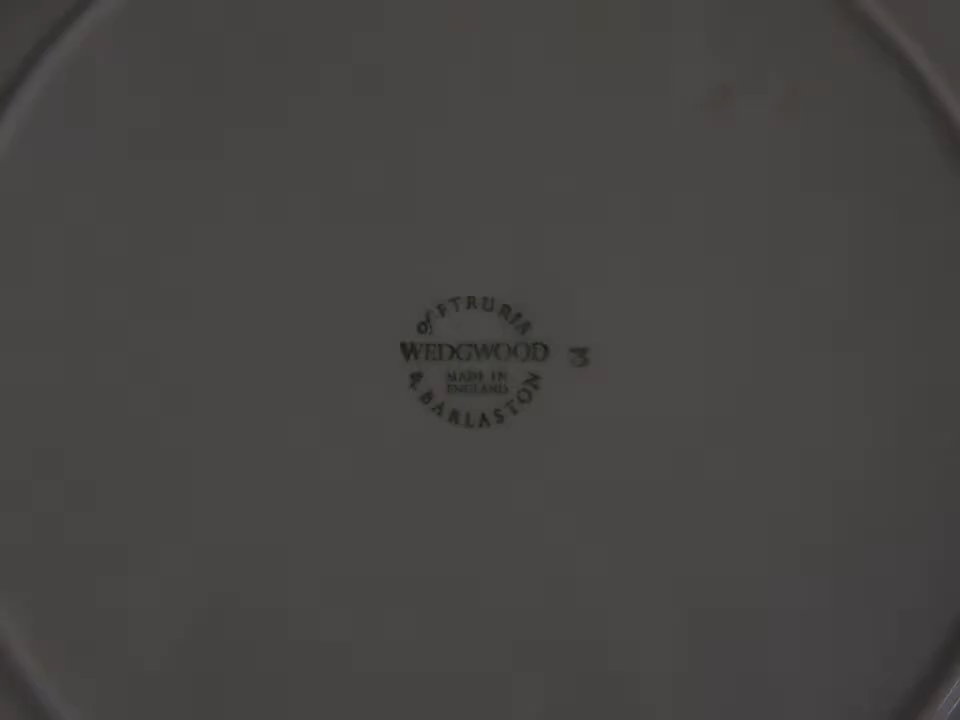 of ETRURIA
WEDGWOOD 3
MADE IN
ENGLAND
& BARLASTON